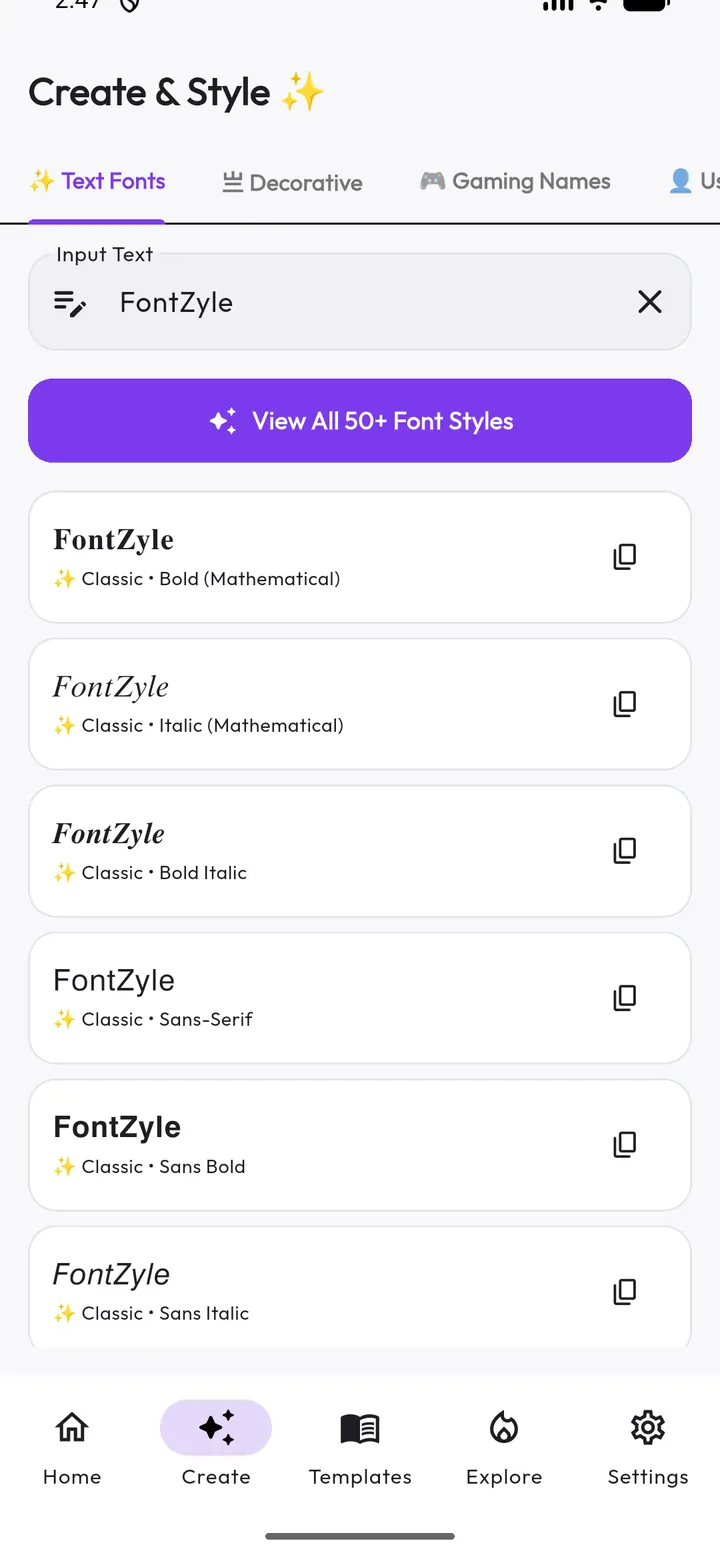 2:47
Create & Style ✨
✨ Text Fonts Decorative 🎮 Gaming Names 👤
Input Text
FontZyle
View All 50+ Font Styles
FontZyle
✨ Classic • Bold (Mathematical)
FontZyle
✨ Classic • Italic (Mathematical)
FontZyle
✨ Classic • Bold Italic
FontZyle
✨ Classic • Sans-Serif
FontZyle
✨ Classic • Sans Bold
FontZyle
✨ Classic • Sans Italic
Home Create Templates Explore Settings